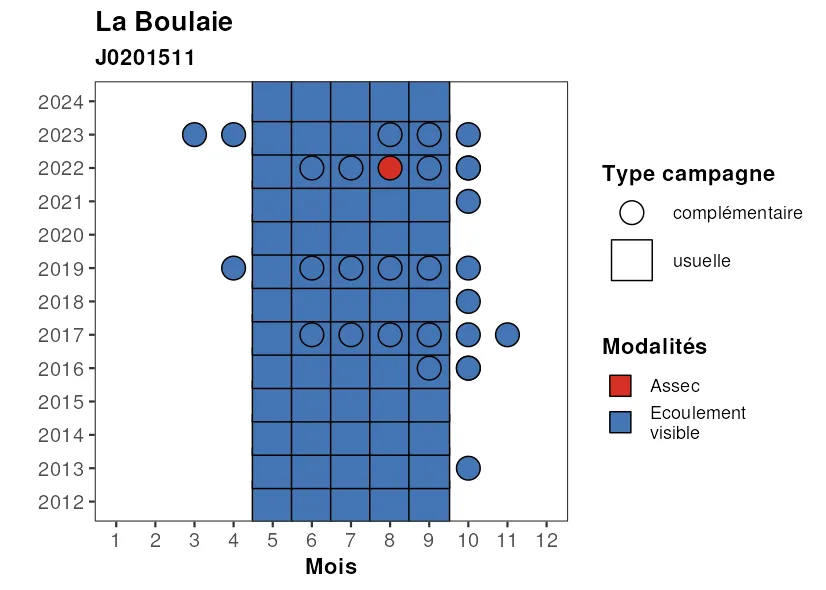 La Boulaie
J0201511
2024
2023
2022
2021
2020
2019
2018
2017
2016
2015
2014
2013
2012
1 2 3 4 5 6 7 8 9 10 11 12
Mois
Type campagne
complémentaire
usuelle
Modalités
Assec
Ecoulement
visible